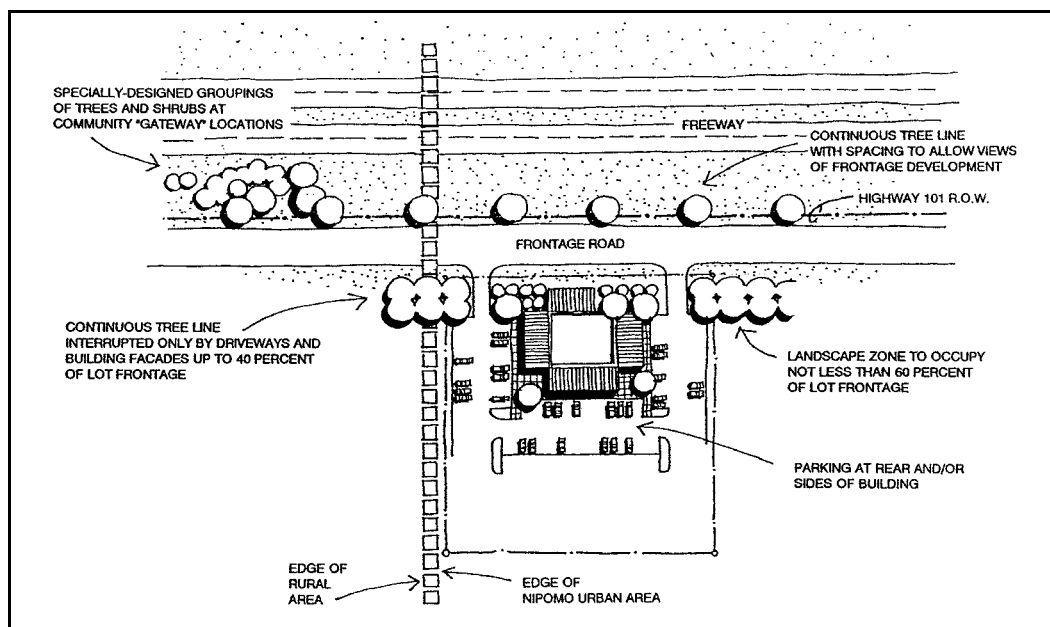 SPECIALLY-DESIGNED GROUPINGS
OF TREES AND SHRUBS AT
COMMUNITY "GATEWAY" LOCATIONS
FREEWAY
CONTINUOUS TREE LINE
WITH SPACING TO ALLOW VIEWS
OF FRONTAGE DEVELOPMENT
HIGHWAY 101 R.O.W.
FRONTAGE ROAD
CONTINUOUS TREE LINE
INTERRUPTED ONLY BY DRIVEWAYS AND
BUILDING FACADES UP TO 40 PERCENT
OF LOT FRONTAGE
LANDSCAPE ZONE TO OCCUPY
NOT LESS THAN 60 PERCENT
OF LOT FRONTAGE
PARKING AT REAR AND/OR
SIDES OF BUILDING
EDGE OF
RURAL
AREA
EDGE OF
NIPOMO URBAN AREA